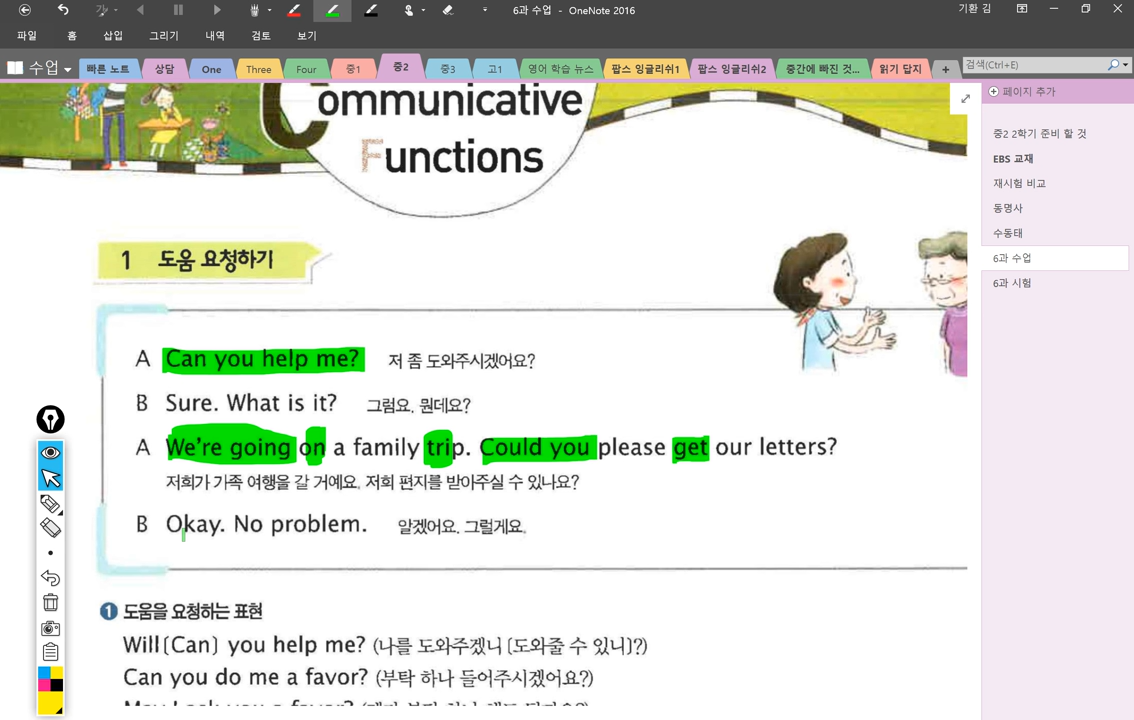 6과 수업 - OneNote 2016
기환 김
파일 홈 삽입 그리기 내역 검토 보기
수업 빠른 노트 상담 One Three Four 중1 중2 중3 고1 영어 학습 뉴스 팝스 잉글리쉬1 팝스 잉글리쉬2 중간에 빠진 것... 읽기 답지 + 검색(Ctrl+E)
Communicative
Functions
1 도움 요청하기
A Can you help me? 저 좀 도와주시겠어요?
B Sure. What is it? 그럼요. 뭔데요?
A We're going on a family trip. Could you please get our letters?
저희가 가족 여행을 갈 거예요. 저희 편지를 받아주실 수 있나요?
B Okay. No problem. 알겠어요. 그럴게요.
1 도움을 요청하는 표현
Will[Can] you help me? (나를 도와주겠니 [도와줄 수 있니]?)
Can you do me a favor? (부탁 하나 들어주시겠어요?)
May I ask you a favor?
페이지 추가
중2 2학기 준비 할 것
EBS 교재
재시험 비교
동명사
수동태
6과 수업
6과 시험